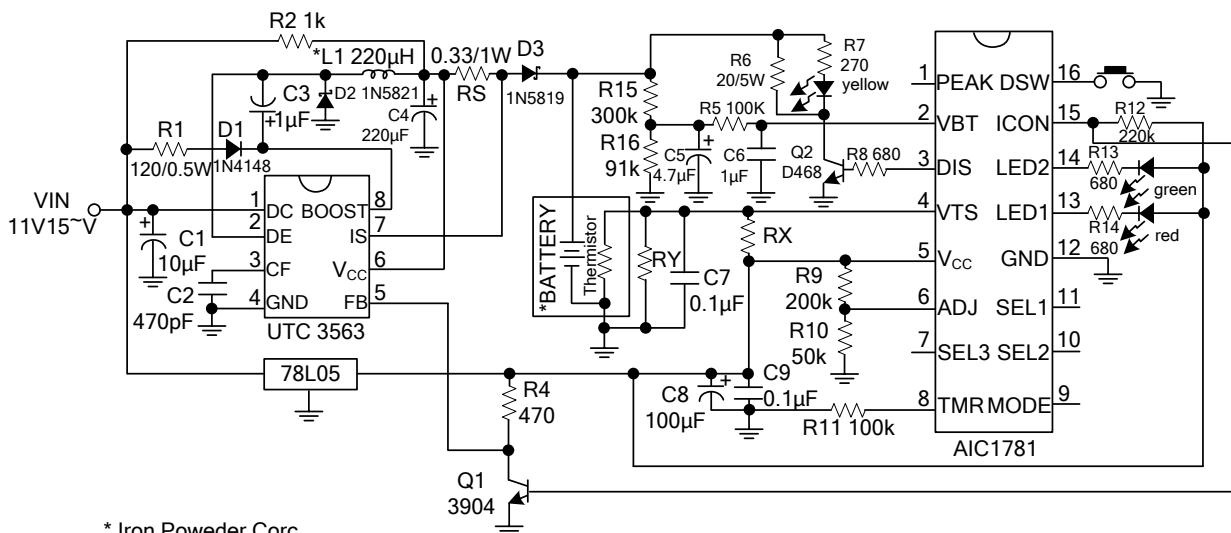 R2 1k
*L1 220µH
0.33/1W
D3
R7
R6
270
1
PEAK
DSW
16
20/5W
yellow
C3
D2
1N5821
RS
1N5819
R15
R12
1µF
C4
300k
R5 100K
2
VBT
ICON
15
220k
R1
D1
+
+
220µF
R16
C5
+
C6
Q2
R8 680
3
DIS
LED2
14
R13
120/0.5W
1N4148
91k
4.7µF
1µF
D468
680
green
VIN
11V15~V
1
DC
BOOST
8
4
VTS
LED1
13
R14
2
DE
IS
7
RX
680
red
+
C1
10µF
3
CF
VCC
6
*BATTERY
Thermistor
RY
C7
5
VCC
GND
12
C2
4
GND
FB
5
0.1µF
R9
200k
6
ADJ
SEL1
11
470pF
UTC 3563
R10
50k
7
SEL3
SEL2
10
78L05
R4
470
C8
+
C9
0.1µF
8
TMR
MODE
9
100µF
R11 100k
AIC1781
Q1
3904
* Iron Poweder Corc